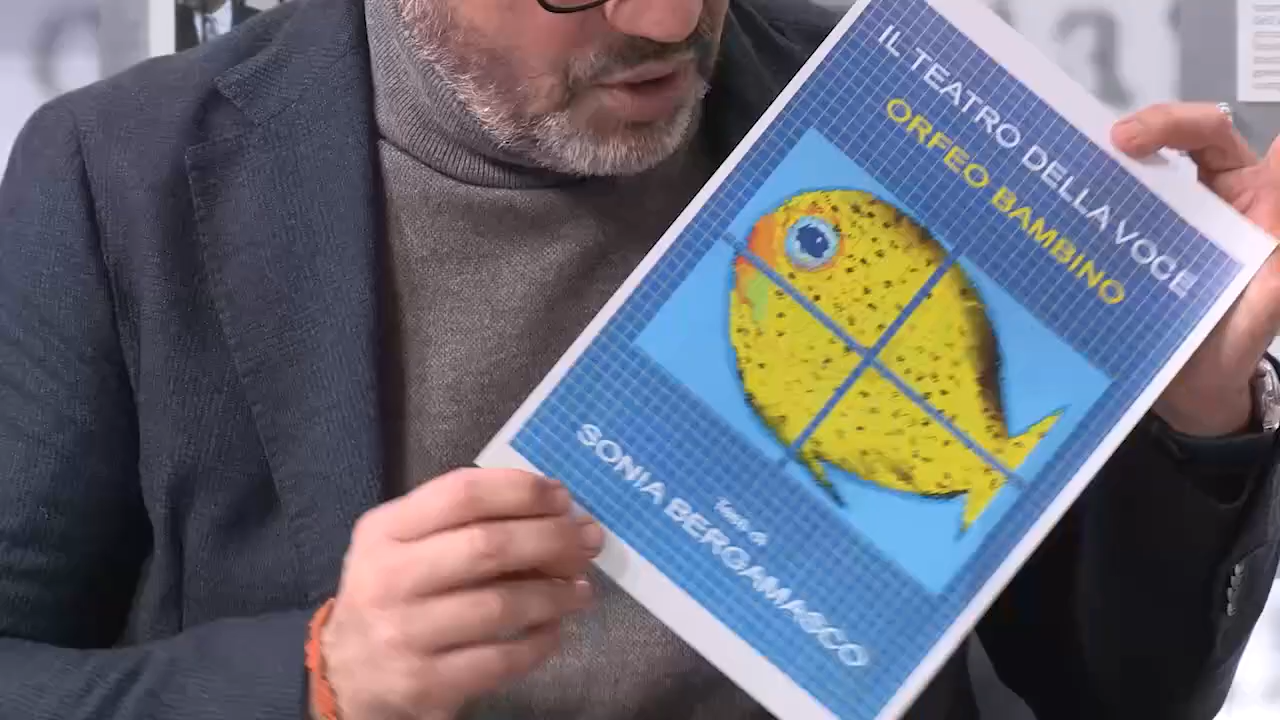 IL TEATRO DELLA VOCE
ORFEO BAMBINO
Testi di
SONIA BERGAMASCO